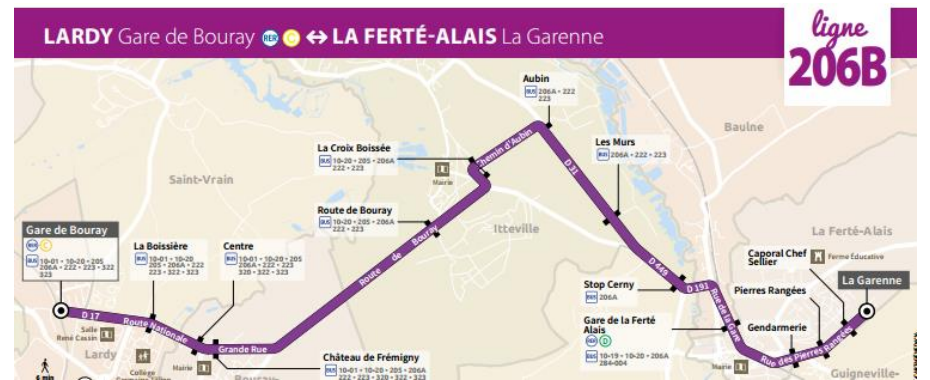 LARDY Gare de Bouray RER C ↔ LA FERTÉ-ALAIS La Garenne
ligne
206B
Aubin
BUS 206A • 222
223
Baulne
Les Murs
BUS 206A • 222 • 223
La Croix Boissée
BUS 10-20 • 205 • 206A
222 • 223
Chemin d'Aubin
Mairie
D 31
Saint-Vrain
Route de Bouray
BUS 10-20 • 205 • 206A
222 • 223
Itteville
La Ferté-Alais
Gare de Bouray
RER C
BUS 10-01 • 10-20 • 205
206A • 222 • 223 • 322
323
La Boissière
BUS 10-01 • 10-20
205 • 206A • 222
223 • 322 • 323
Centre
BUS 10-01 • 10-20 • 205
206A • 222 • 223
320 • 322 • 323
Route de Bouray
D 449
Caporal Chef
Sellier
Ferme Éducative
La Garenne
Stop Cerny
BUS 206A
D 191
Pierres Rangées
Rue de la Gare
D 17
Route Nationale
Gare de la Ferté
Alais
RER D
BUS 10-19 • 10-20 • 206A
284-004
Gendarmerie
Salle
René Cassin
Lardy
Grande Rue
Rue des Pierres Rangées
Château de Frémigny
BUS 10-01 • 10-20 • 205 • 206A
222 • 223 • 320 • 322 • 323
Mairie
Mairie
Collège
Guigneville-